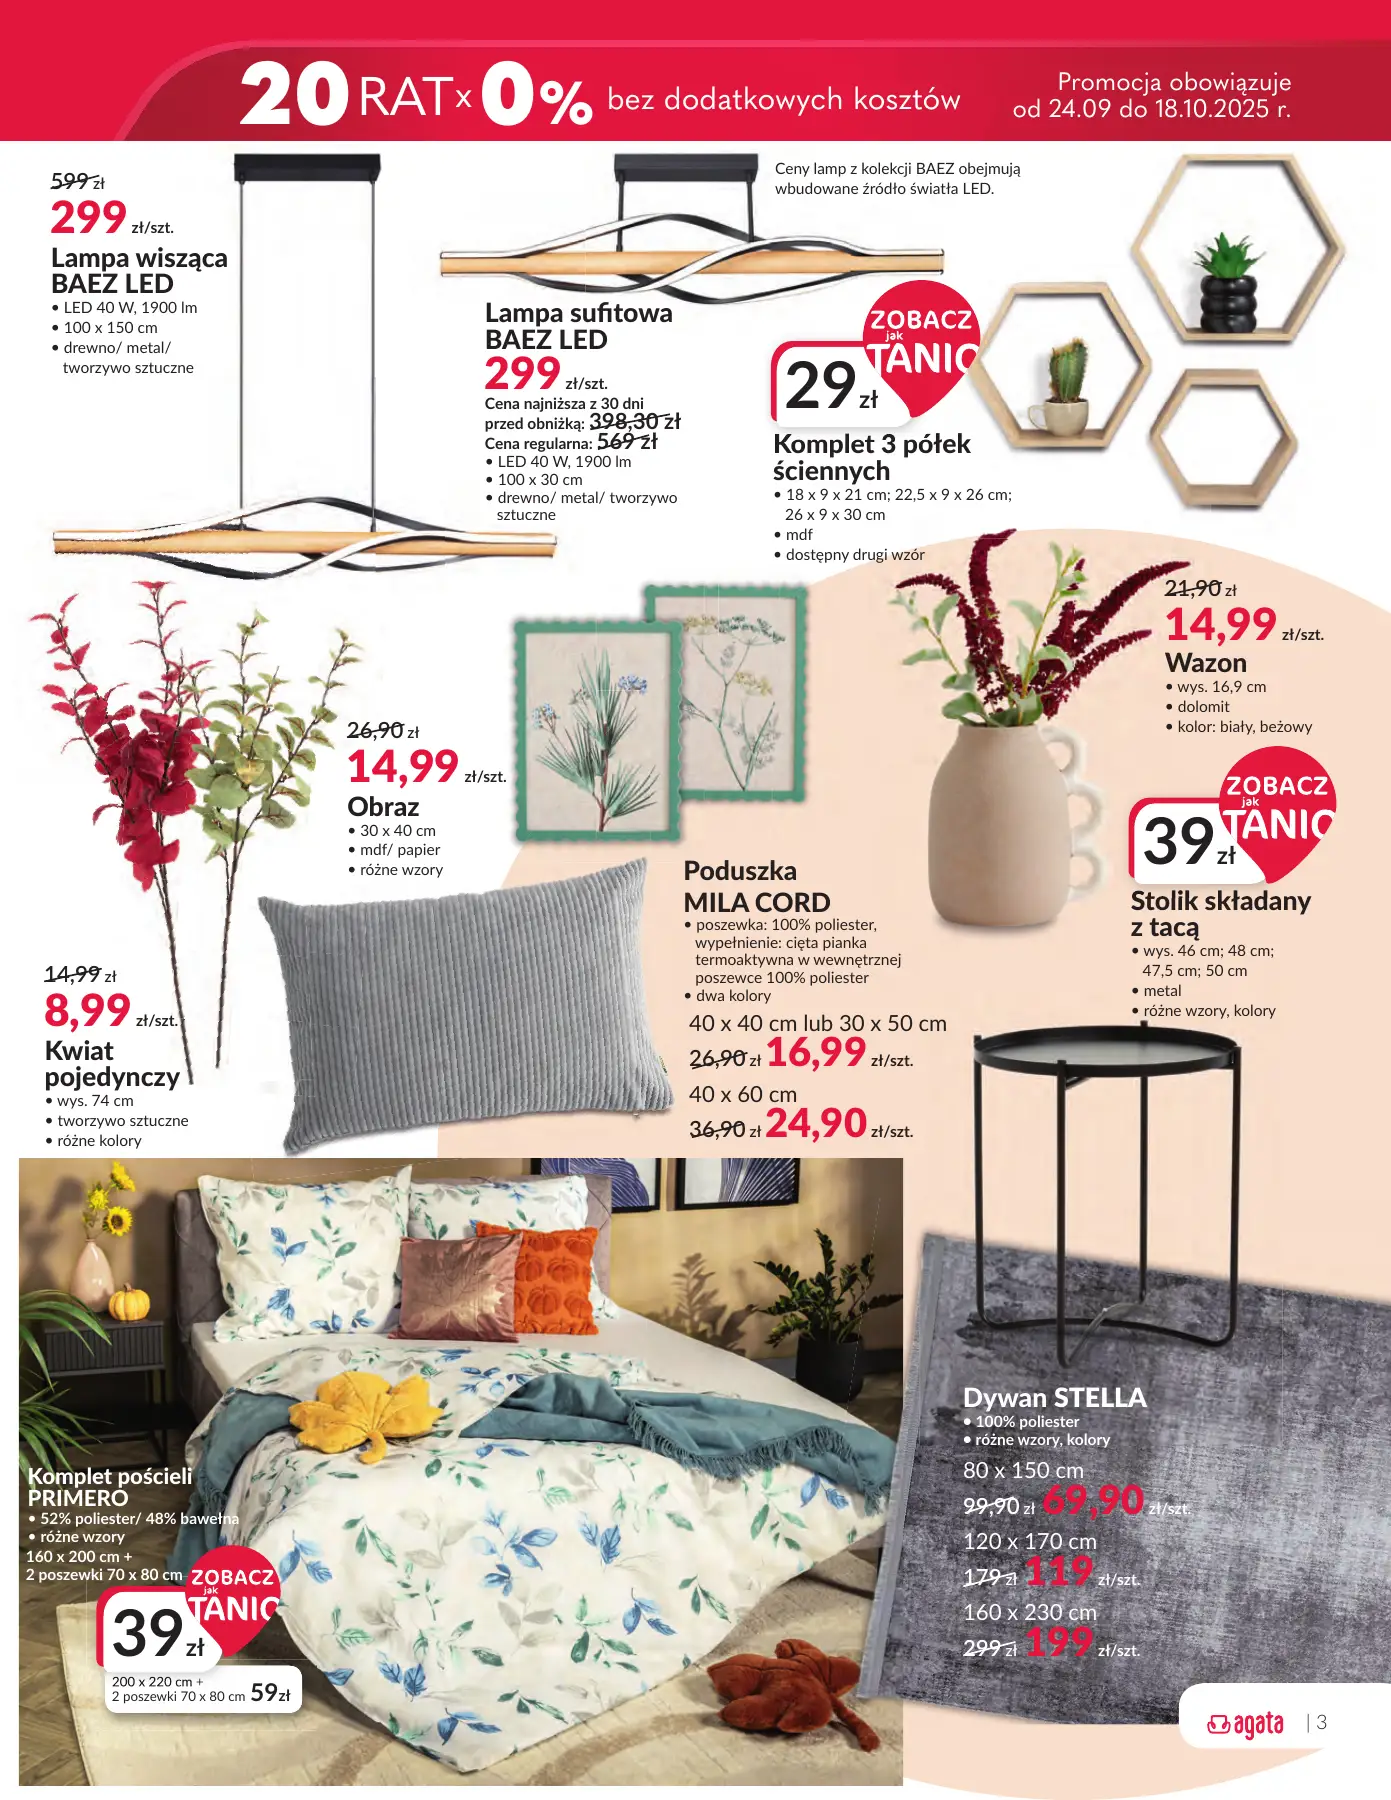 20 RAT x 0% bez dodatkowych kosztów
Promocja obowiązuje
od 24.09 do 18.10.2025 r.
599 zł
299 zł/szt.
Lampa wisząca
BAEZ LED
• LED 40 W, 1900 lm
• 100 x 150 cm
• drewno/ metal/
tworzywo sztuczne
Lampa sufitowa
BAEZ LED
299 zł/szt.
Cena najniższa z 30 dni
przed obniżką: 398,30 zł
Cena regularna: 569 zł
• LED 40 W, 1900 lm
• 100 x 30 cm
• drewno/ metal/ tworzywo
sztuczne
Ceny lamp z kolekcji BAEZ obejmują
wbudowane źródło światła LED.
ZOBACZ
jak
TANIO
29 zł
Komplet 3 półek
ściennych
• 18 x 9 x 21 cm; 22,5 x 9 x 26 cm;
26 x 9 x 30 cm
• mdf
• dostępny drugi wzór
21,90 zł
14,99 zł/szt.
Wazon
• wys. 16,9 cm
• dolomit
• kolor: biały, beżowy
26,90 zł
14,99 zł/szt.
Obraz
• 30 x 40 cm
• mdf/ papier
• różne wzory
ZOBACZ
jak
TANIO
39 zł
Stolik składany
z tacą
• wys. 46 cm; 48 cm;
47,5 cm; 50 cm
• metal
• różne wzory, kolory
Poduszka
MILA CORD
• poszewka: 100% poliester,
wypełnienie: cięta pianka
termoaktywna w wewnętrznej
poszewce 100% poliester
• dwa kolory
40 x 40 cm lub 30 x 50 cm
26,90 zł 16,99 zł/szt.
40 x 60 cm
36,90 zł 24,90 zł/szt.
14,99 zł
8,99 zł/szt.
Kwiat
pojedynczy
• wys. 74 cm
• tworzywo sztuczne
• różne kolory
Komplet pościeli
PRIMERO
• 52% poliester/ 48% bawełna
• różne wzory
160 x 200 cm +
2 poszewki 70 x 80 cm
ZOBACZ
jak
TANIO
39 zł
200 x 220 cm +
2 poszewki 70 x 80 cm 59 zł
Dywan STELLA
• 100% poliester
• różne wzory, kolory
80 x 150 cm
99,90 zł 69,90 zł/szt.
120 x 170 cm
179 zł 119 zł/szt.
160 x 230 cm
299 zł 199 zł/szt.
agata | 3